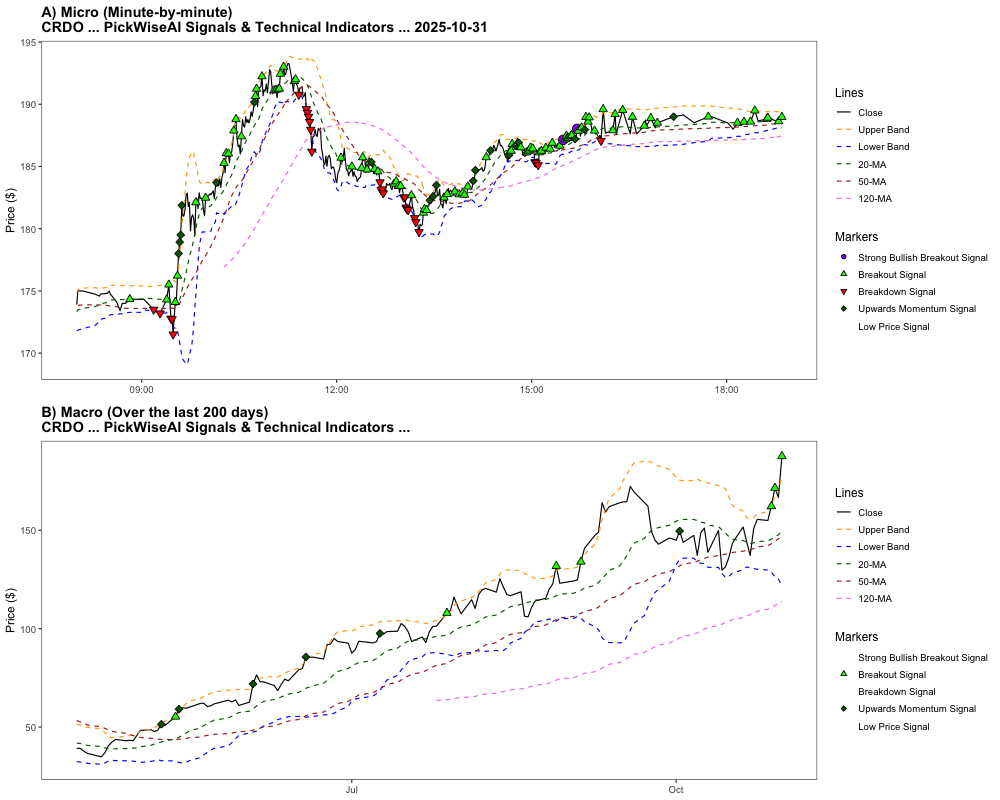 A) Micro (Minute-by-minute)
CRDO ... PickWiseAI Signals & Technical Indicators ... 2025-10-31
Price ($)
195
190
185
180
175
170
09:00
12:00
15:00
18:00
Lines
Close
Upper Band
Lower Band
20-MA
50-MA
120-MA
Markers
Strong Bullish Breakout Signal
Breakout Signal
Breakdown Signal
Upwards Momentum Signal
Low Price Signal
B) Macro (Over the last 200 days)
CRDO ... PickWiseAI Signals & Technical Indicators ...
Price ($)
150
100
50
Jul
Oct
Lines
Close
Upper Band
Lower Band
20-MA
50-MA
120-MA
Markers
Strong Bullish Breakout Signal
Breakout Signal
Breakdown Signal
Upwards Momentum Signal
Low Price Signal